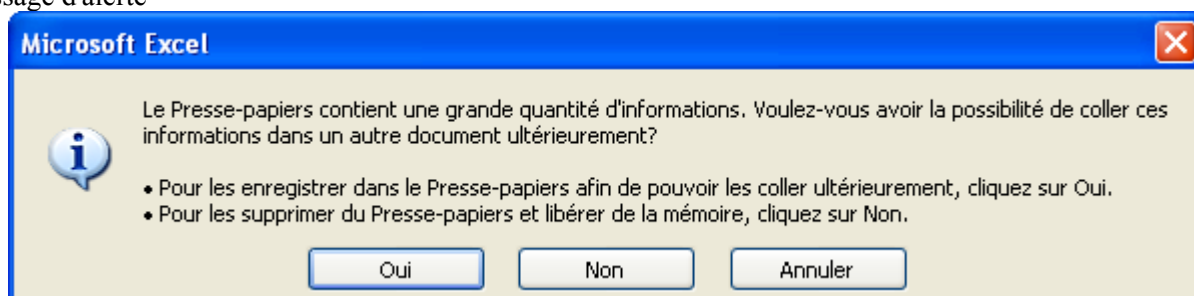 d'alerte
Microsoft Excel
Le Presse-papiers contient une grande quantité d'informations. Voulez-vous avoir la possibilité de coller ces
informations dans un autre document ultérieurement?
• Pour les enregistrer dans le Presse-papiers afin de pouvoir les coller ultérieurement, cliquez sur Oui.
• Pour les supprimer du Presse-papiers et libérer de la mémoire, cliquez sur Non.
Oui Non Annuler